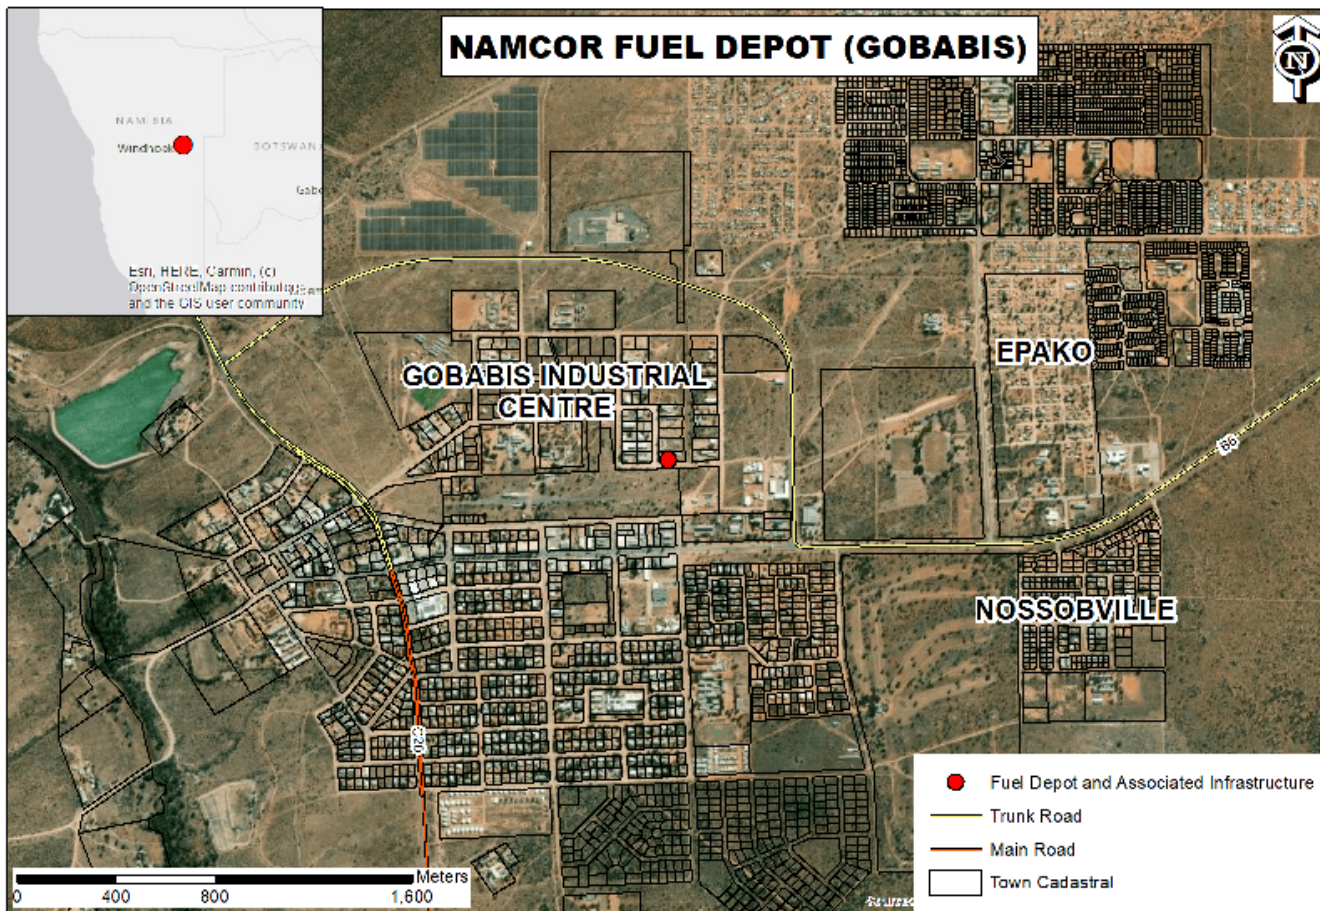 NAMCOR FUEL DEPOT (GOBABIS)
N
NAMIBIA
Windhoek
BOTSWANA
Gabo
Esri, HERE, Garmin, (c)
OpenStreetMap contributors,
and the GIS user community
GOBABIS INDUSTRIAL
CENTRE
EPAKO
B6
NOSSOBVILLE
C20
Fuel Depot and Associated Infrastructure
Trunk Road
Main Road
Town Cadastral
Meters
0 400 800 1,600